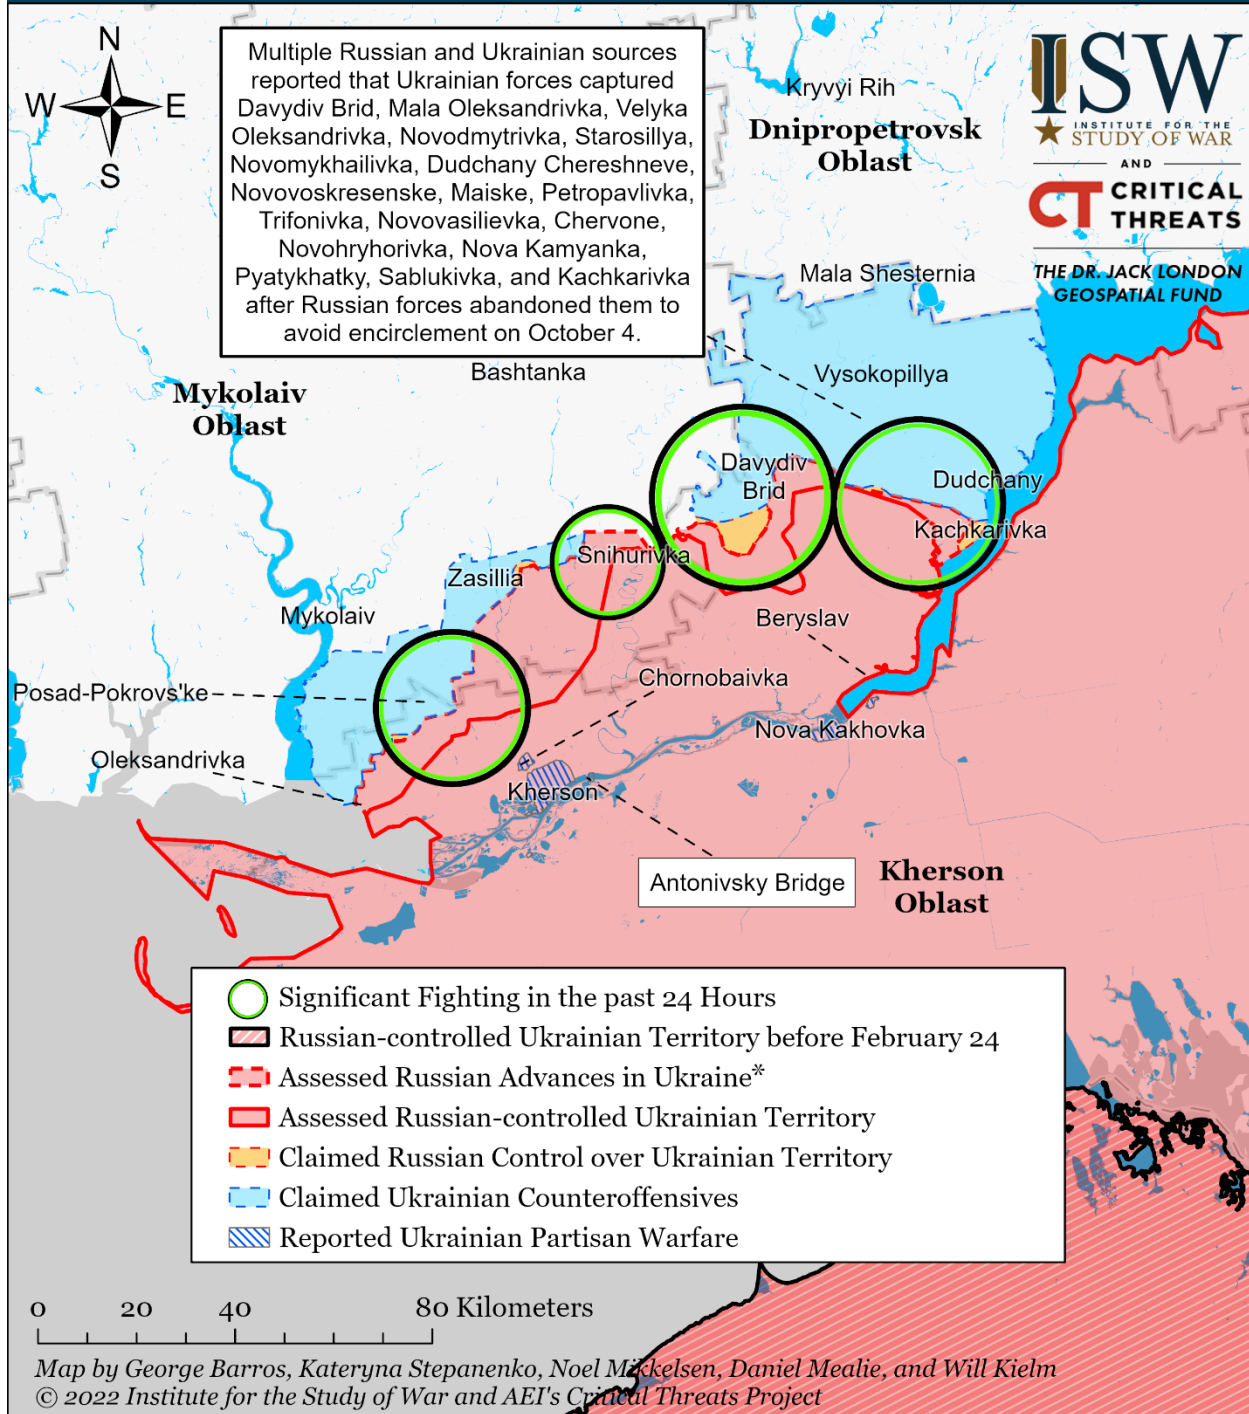 N
W
E
S
Multiple Russian and Ukrainian sources
reported that Ukrainian forces captured
Davydiv Brid, Mala Oleksandrivka, Velyka
Oleksandrivka, Novodmytrivka, Starosillya,
Novomykhailivka, Dudchany Chereshneve,
Novovoskresenske, Maiske, Petropavlivka,
Trifonivka, Novovasilievka, Chervone,
Novohryhorivka, Nova Kamyanka,
Pyatykhatky, Sablukivka, and Kachkarivka
after Russian forces abandoned them to
avoid encirclement on October 4.
ISW
INSTITUTE FOR THE
STUDY OF WAR
AND
CT CRITICAL
THREATS
THE DR. JACK LONDON
GEOSPATIAL FUND
Kryvyi Rih
Dnipropetrovsk
Oblast
Mala Shesternia
Bashtanka
Vysokopillya
Mykolaiv
Oblast
Davydiv
Brid
Dudchany
Kachkarivka
Snihurivka
Zasillia
Mykolaiv
Beryslav
Chornobaivka
Posad-Pokrovs'ke
Nova Kakhovka
Oleksandrivka
Kherson
Antonivsky Bridge
Kherson
Oblast
Significant Fighting in the past 24 Hours
Russian-controlled Ukrainian Territory before February 24
Assessed Russian Advances in Ukraine*
Assessed Russian-controlled Ukrainian Territory
Claimed Russian Control over Ukrainian Territory
Claimed Ukrainian Counteroffensives
Reported Ukrainian Partisan Warfare
0 20 40 80 Kilometers
Map by George Barros, Kateryna Stepanenko, Noel Mikkelsen, Daniel Mealie, and Will Kielm
© 2022 Institute for the Study of War and AEI's Critical Threats Project